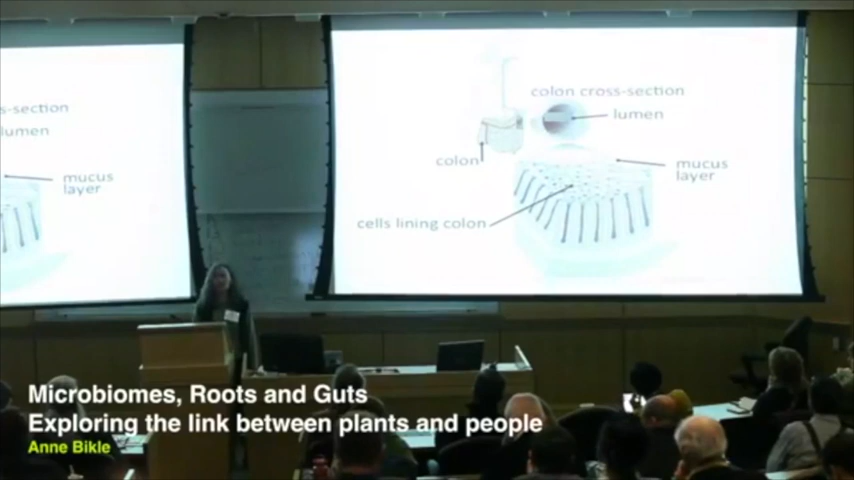 s-section
lumen
mucus
layer
colon cross-section
lumen
colon
mucus
layer
cells lining colon
Microbiomes, Roots and Guts
Exploring the link between plants and people
Anne Bikle